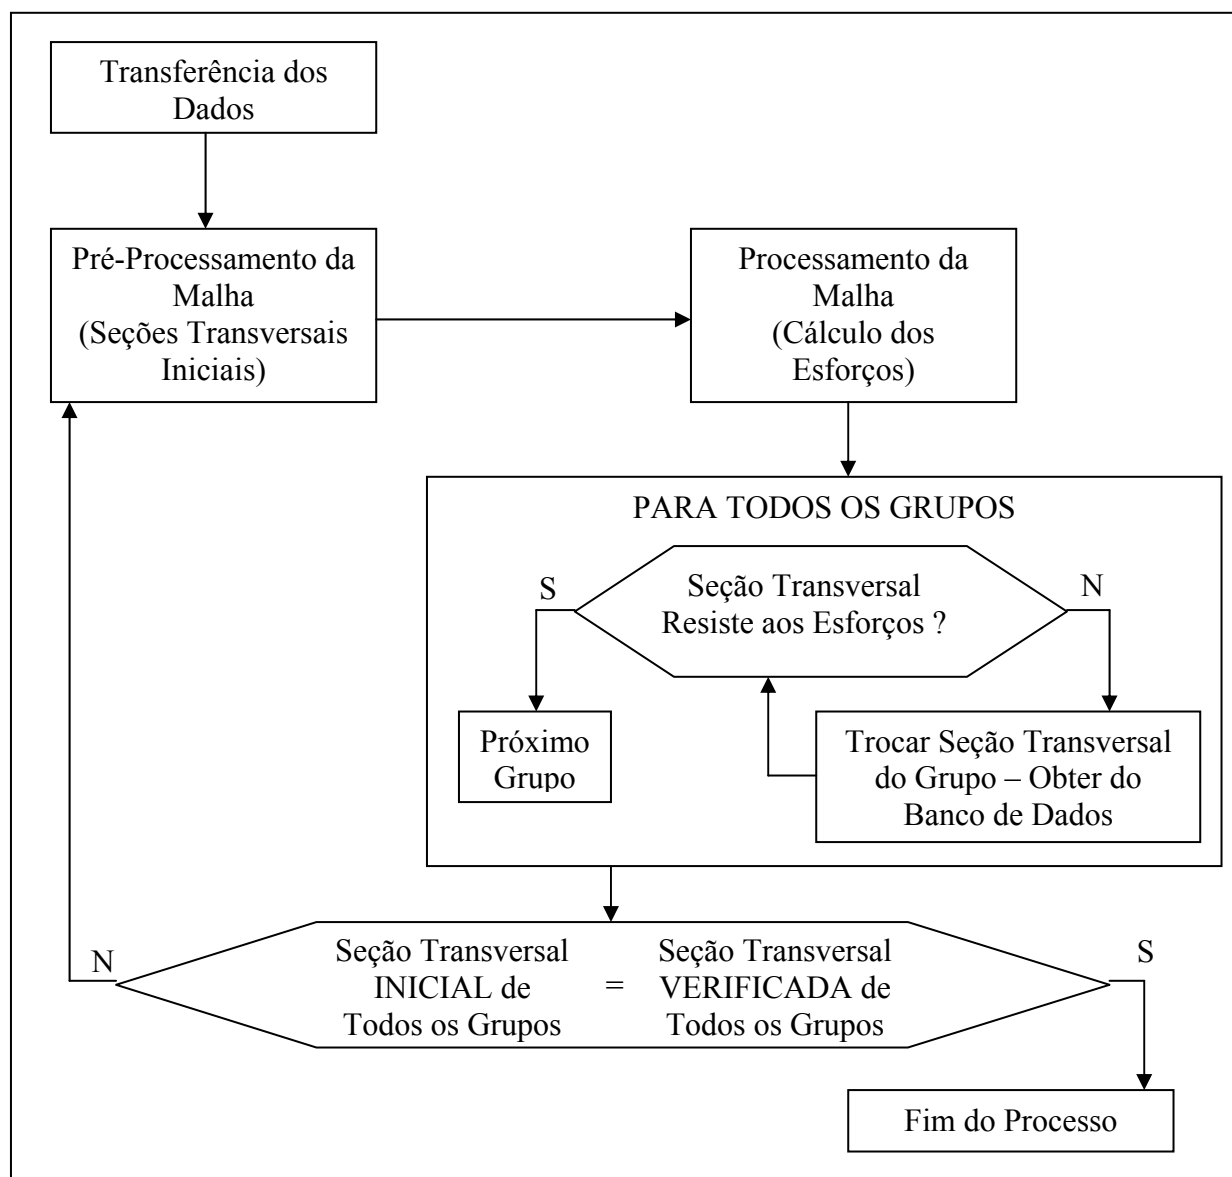 Transferência dos
Dados
Pré-Processamento da
Malha
(Seções Transversais
Iniciais)
Processamento da
Malha
(Cálculo dos
Esforços)
PARA TODOS OS GRUPOS
S
Seção Transversal
Resiste aos Esforços ?
N
Próximo
Grupo
Trocar Seção Transversal
do Grupo – Obter do
Banco de Dados
N
Seção Transversal
INICIAL de
Todos os Grupos
=
Seção Transversal
VERIFICADA de
Todos os Grupos
S
Fim do Processo